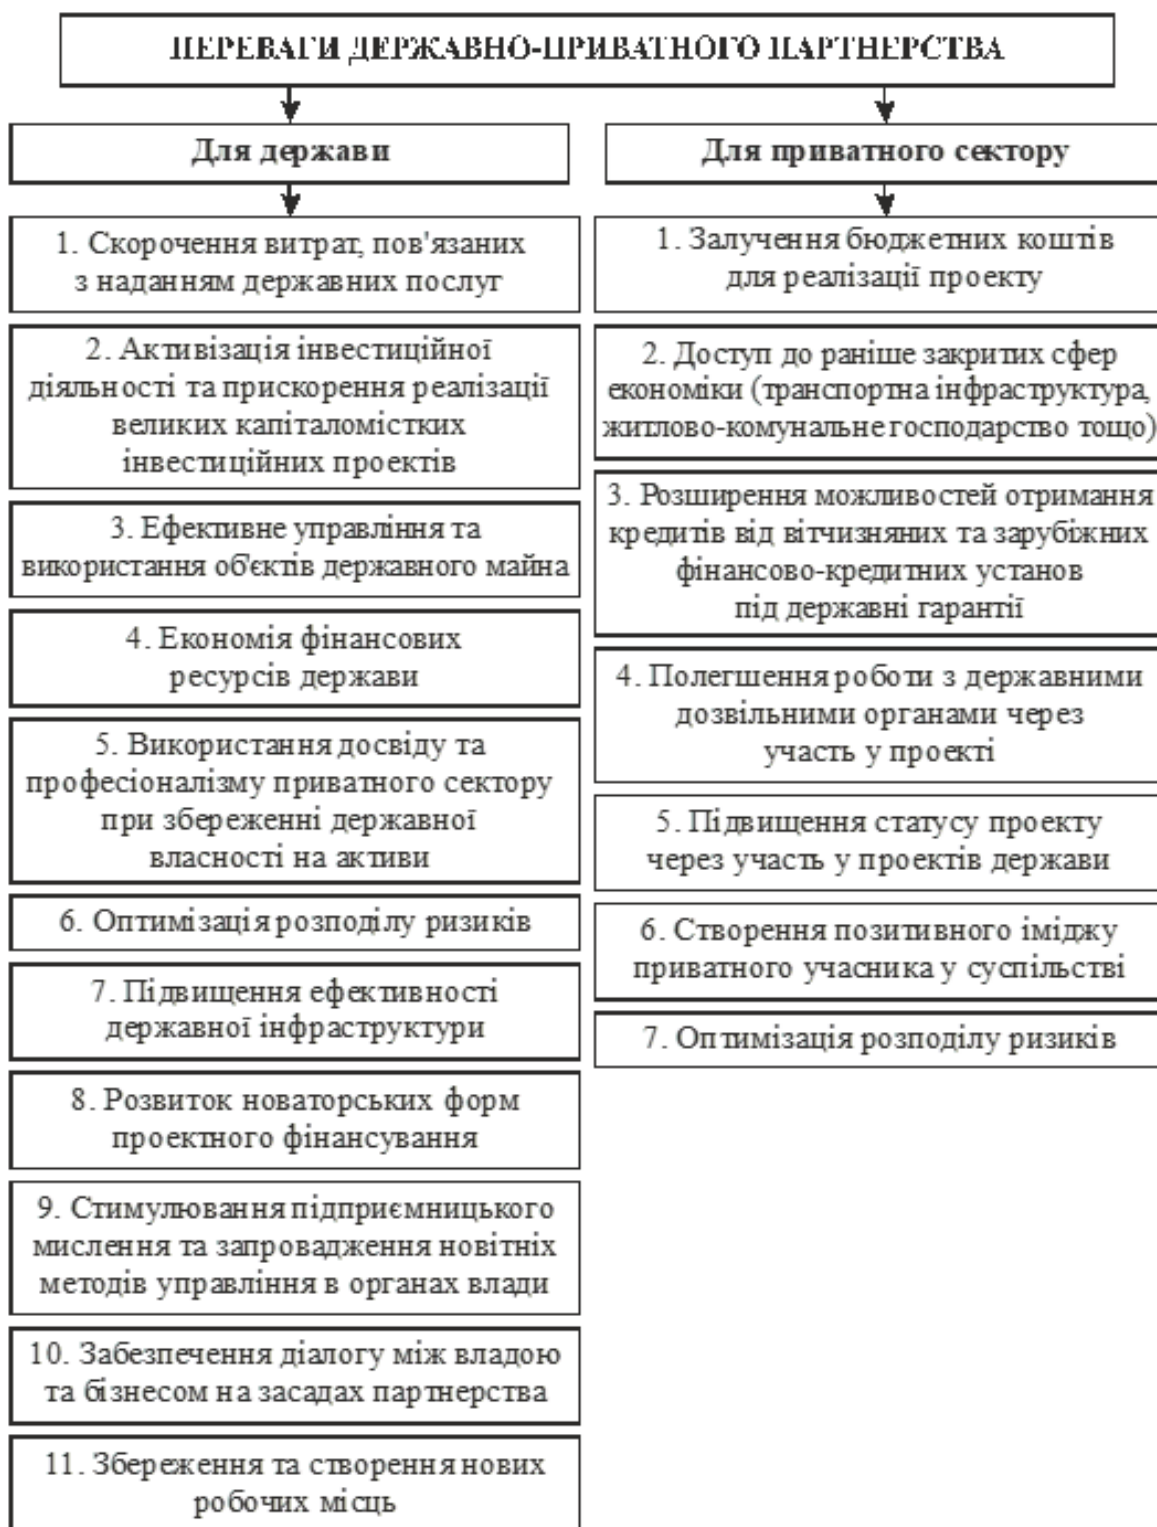 ПЕРЕВАГИ ДЕРЖАВНО-ПРИВАТНОГО ПАРТНЕРСТВА
Для держави
1. Скорочення витрат, пов'язаних
з наданням державних послуг
2. Активізація інвестиційної
діяльності та прискорення реалізації
великих капіталомістких
інвестиційних проектів
3. Ефективне управління та
використання об'єктів державного майна
4. Економія фінансових
ресурсів держави
5. Використання досвіду та
професіоналізму приватного сектору
при збереженні державної
власності на активи
6. Оптимізація розподілу ризиків
7. Підвищення ефективності
державної інфраструктури
8. Розвиток новаторських форм
проектного фінансування
9. Стимулювання підприємницького
мислення та запровадження новітніх
методів управління в органах влади
10. Забезпечення діалогу між владою
та бізнесом на засадах партнерства
11. Збереження та створення нових
робочих місць
Для приватного сектору
1. Залучення бюджетних коштів
для реалізації проекту
2. Доступ до раніше закритих сфер
економіки (транспортна інфраструктура,
житлово-комунальне господарство тощо)
3. Розширення можливостей отримання
кредитів від вітчизняних та зарубіжних
фінансово-кредитних установ
під державні гарантії
4. Полегшення роботи з державними
дозвільними органами через
участь у проекті
5. Підвищення статусу проекту
через участь у проектів держави
6. Створення позитивного іміджу
приватного учасника у суспільстві
7. Оптимізація розподілу ризиків